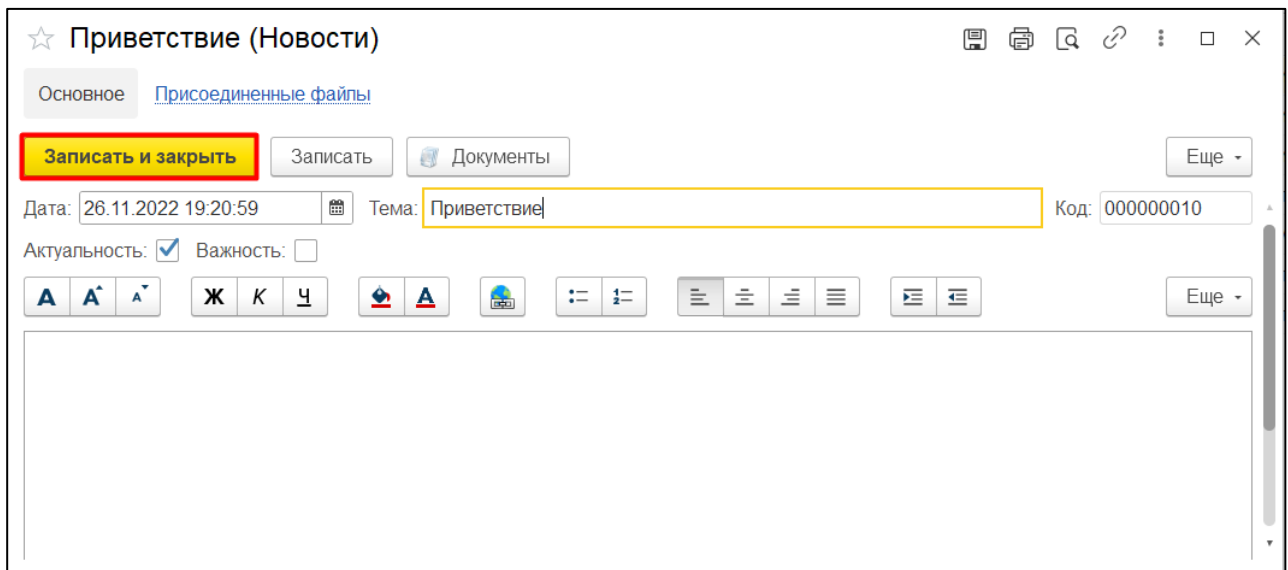 Приветствие (Новости)
Основное Присоединенные файлы
Записать и закрыть Записать Документы Еще
Дата: 26.11.2022 19:20:59 Тема: Приветствие Код: 000000010
Актуальность: Важность:
А А А Ж К Ч А Еще